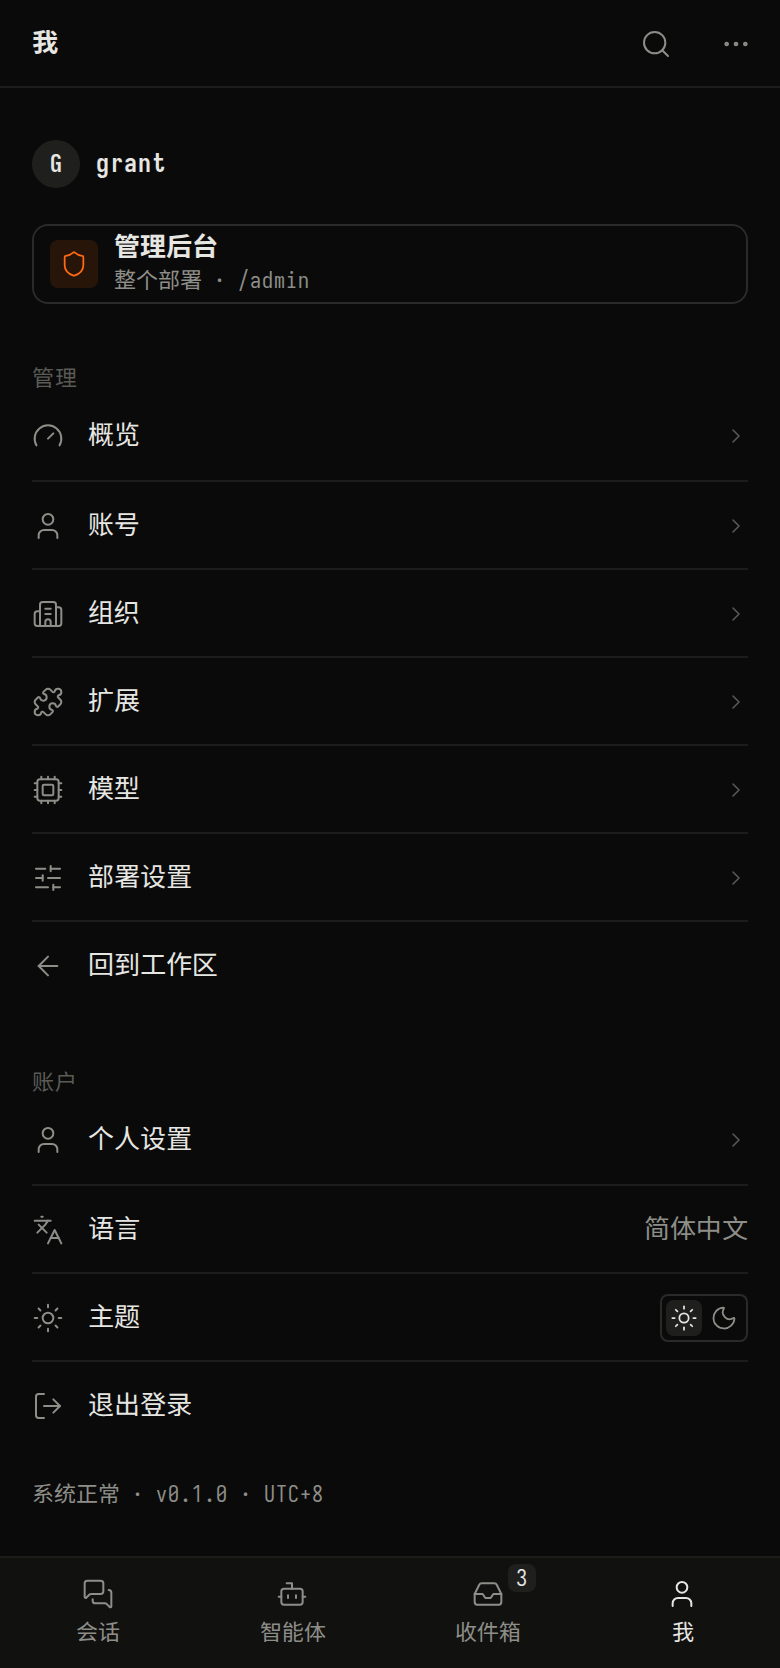 我
G
grant
管理后台
整个部署 · /admin
管理
概览
账号
组织
扩展
模型
部署设置
回到工作区
账户
个人设置
语言
简体中文
主题
退出登录
系统正常 · v0.1.0 · UTC+8
3
会话
智能体
收件箱
我